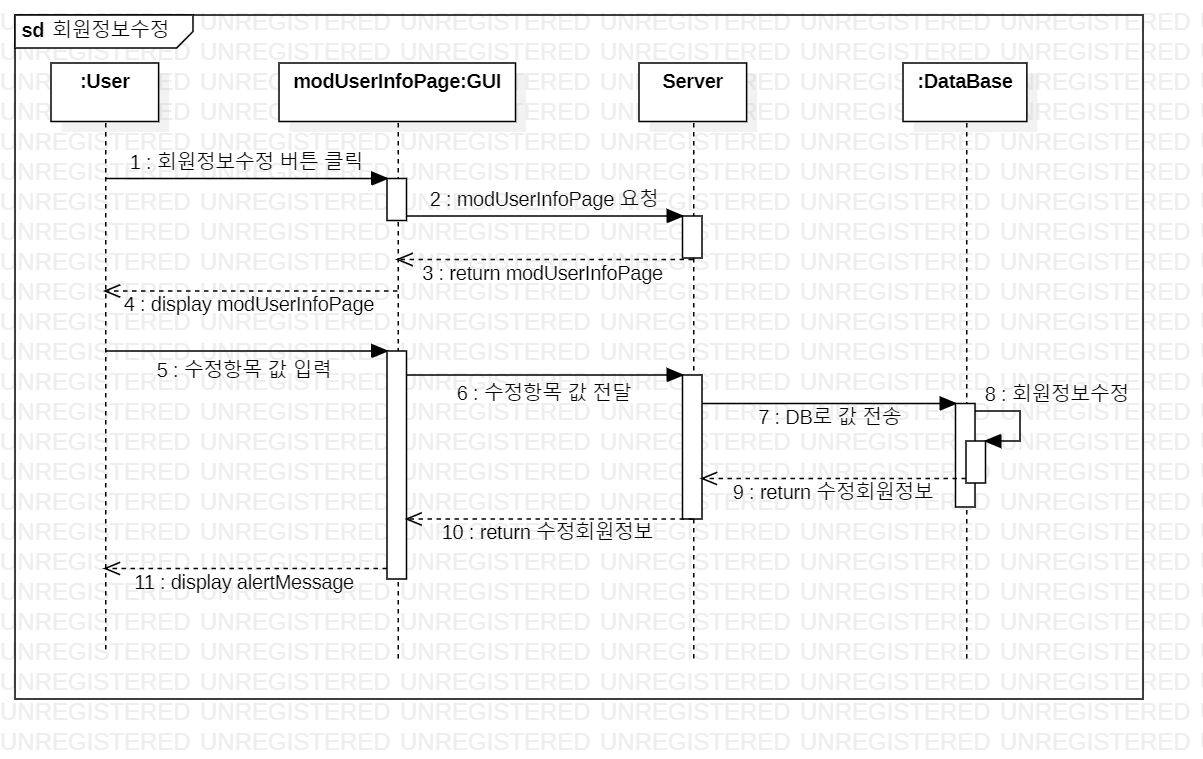 sd 회원정보수정
:User
modUserInfoPage:GUI
Server
:DataBase
1 : 회원정보수정 버튼 클릭
2 : modUserInfoPage 요청
3 : return modUserInfoPage
4 : display modUserInfoPage
5 : 수정항목 값 입력
6 : 수정항목 값 전달
7 : DB로 값 전송
8 : 회원정보수정
9 : return 수정회원정보
10 : return 수정회원정보
11 : display alertMessage
UNREGISTERED